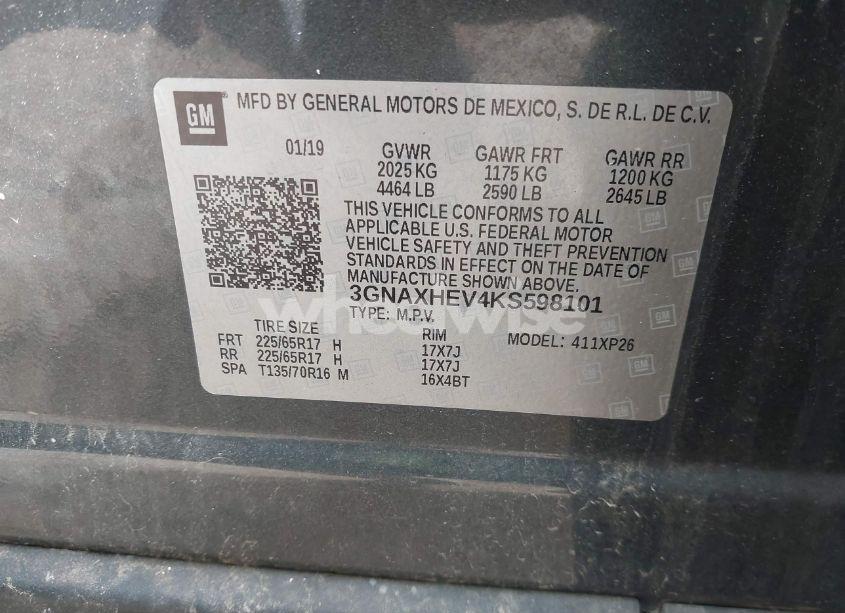 GM
MFD BY GENERAL MOTORS DE MEXICO, S. DE R.L. DE C.V.
01/19 GVWR GAWR FRT GAWR RR
2025 KG 1175 KG 1200 KG
4464 LB 2590 LB 2645 LB
THIS VEHICLE CONFORMS TO ALL
APPLICABLE U.S. FEDERAL MOTOR
VEHICLE SAFETY AND THEFT PREVENTION
STANDARDS IN EFFECT ON THE DATE OF
MANUFACTURE SHOWN ABOVE.
3GNAXHEV4KS598101
wheelwise
TYPE: M.P.V. MODEL: 411XP26
TIRE SIZE RIM
FRT 225/65R17 H 17X7J
RR 225/65R17 H 17X7J
SPA T135/70R16 M 16X4BT